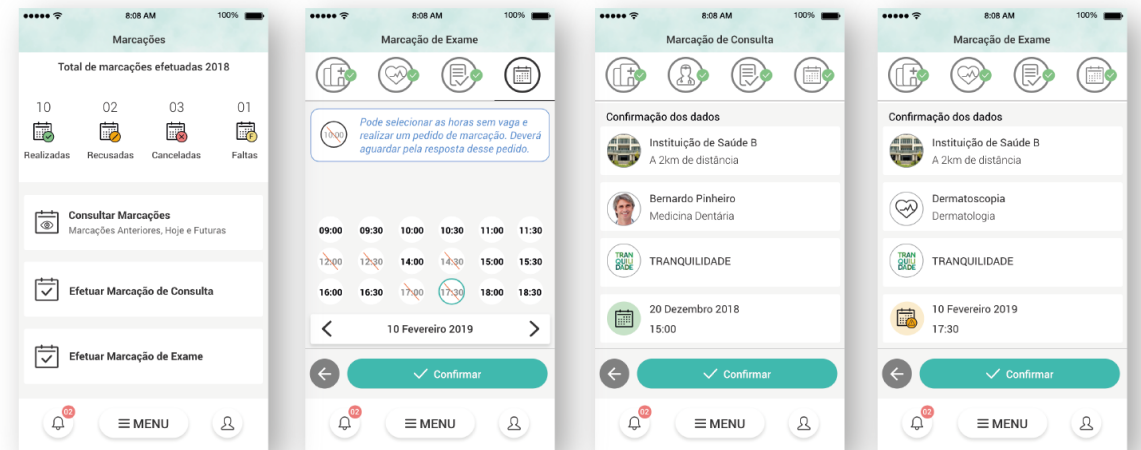 8:08 AM 100%
Marcações
Total de marcações efetuadas 2018
10 02 03 01
F
Realizadas Recusadas Canceladas Faltas
Consultar Marcações
Marcações Anteriores, Hoje e Futuras
Efetuar Marcação de Consulta
Efetuar Marcação de Exame
02
MENU
8:08 AM 100%
Marcação de Exame
10:00
Pode selecionar as horas sem vaga e
realizar um pedido de marcação. Deverá
aguardar pela resposta desse pedido.
09:00 09:30 10:00 10:30 11:00 11:30
12:00 12:30 14:00 14:30 15:00 15:30
16:00 16:30 17:00 17:30 18:00 18:30
10 Fevereiro 2019
Confirmar
02
MENU
8:08 AM 100%
Marcação de Consulta
Confirmação dos dados
Instituição de Saúde B
A 2km de distância
Bernardo Pinheiro
Medicina Dentária
TRAN
QUILI
DADE
TRANQUILIDADE
20 Dezembro 2018
15:00
Confirmar
02
MENU
8:08 AM 100%
Marcação de Exame
Confirmação dos dados
Instituição de Saúde B
A 2km de distância
Dermatoscopia
Dermatologia
TRAN
QUILI
DADE
TRANQUILIDADE
10 Fevereiro 2019
17:30
Confirmar
02
MENU